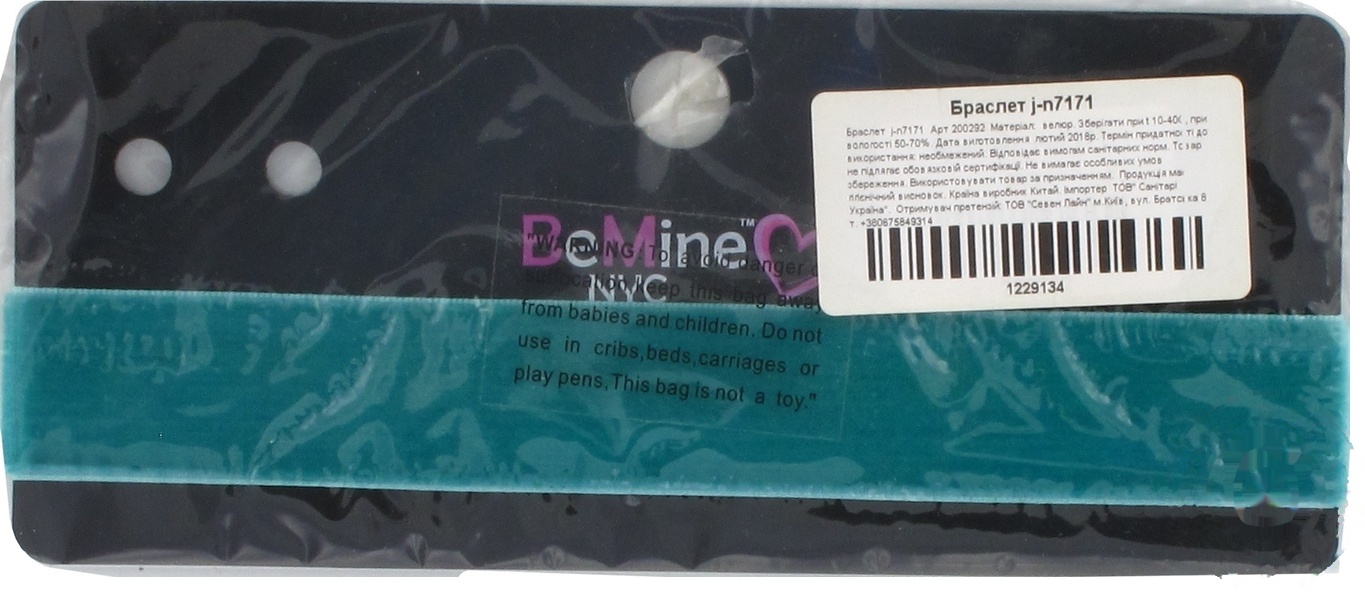 Браслет j-n7171
Браслет j-n7171 Арт 200292 Матеріал: велюр. Зберігати при t 10-40(, при
вологості 50-70%. Дата виготовлення лютий 2018р. Термін придатності до
використання: необмежений. Відповідає вимогам санітарних норм. Товар
не підлягає обов'язковій сертифікації. Не вимагає особливих умов
збереження. Використовувати товар за призначенням. Продукція має
гігієнічний висновок. Країна виробник Китай. Імпортер ТОВ" Санітарі
Україна". Отримувач претензій: ТОВ "Севен Лайн" м.Київ, вул. Братська 8
т. +380675849314
1229134
BeMine™
NYC
"WARNING: To avoid danger
suffocation, keep this bag away
from babies and children. Do not
use in cribs,beds,carriages or
play pens,This bag is not a toy."